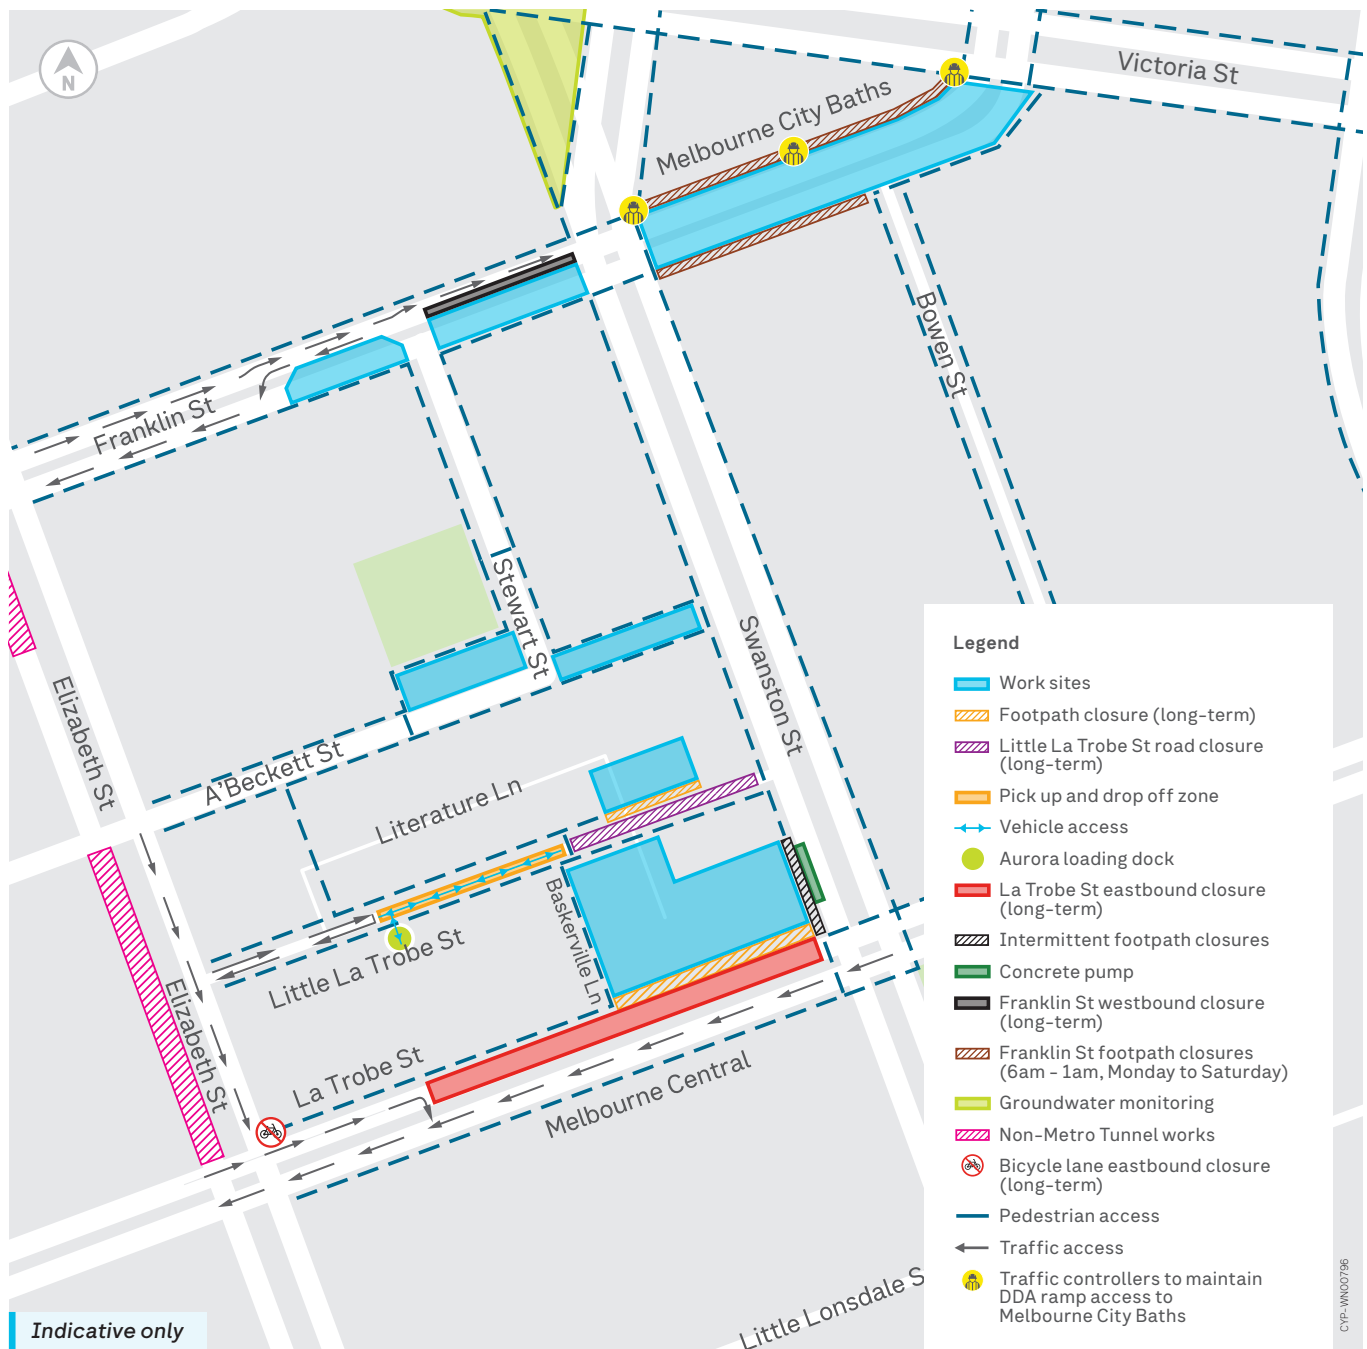 N
Victoria St
Melbourne City Baths
Bowen St
Franklin St
Stewart St
Swanston St
Elizabeth St
A'Beckett St
Literature Ln
Baskerville Ln
Little La Trobe St
Elizabeth St
La Trobe St
Melbourne Central
Little Lonsdale S
Indicative only
Legend
Work sites
Footpath closure (long-term)
Little La Trobe St road closure
(long-term)
Pick up and drop off zone
Vehicle access
Aurora loading dock
La Trobe St eastbound closure
(long-term)
Intermittent footpath closures
Concrete pump
Franklin St westbound closure
(long-term)
Franklin St footpath closures
(6am - 1am, Monday to Saturday)
Groundwater monitoring
Non-Metro Tunnel works
Bicycle lane eastbound closure
(long-term)
Pedestrian access
Traffic access
Traffic controllers to maintain
DDA ramp access to
Melbourne City Baths
CYP-WN00796